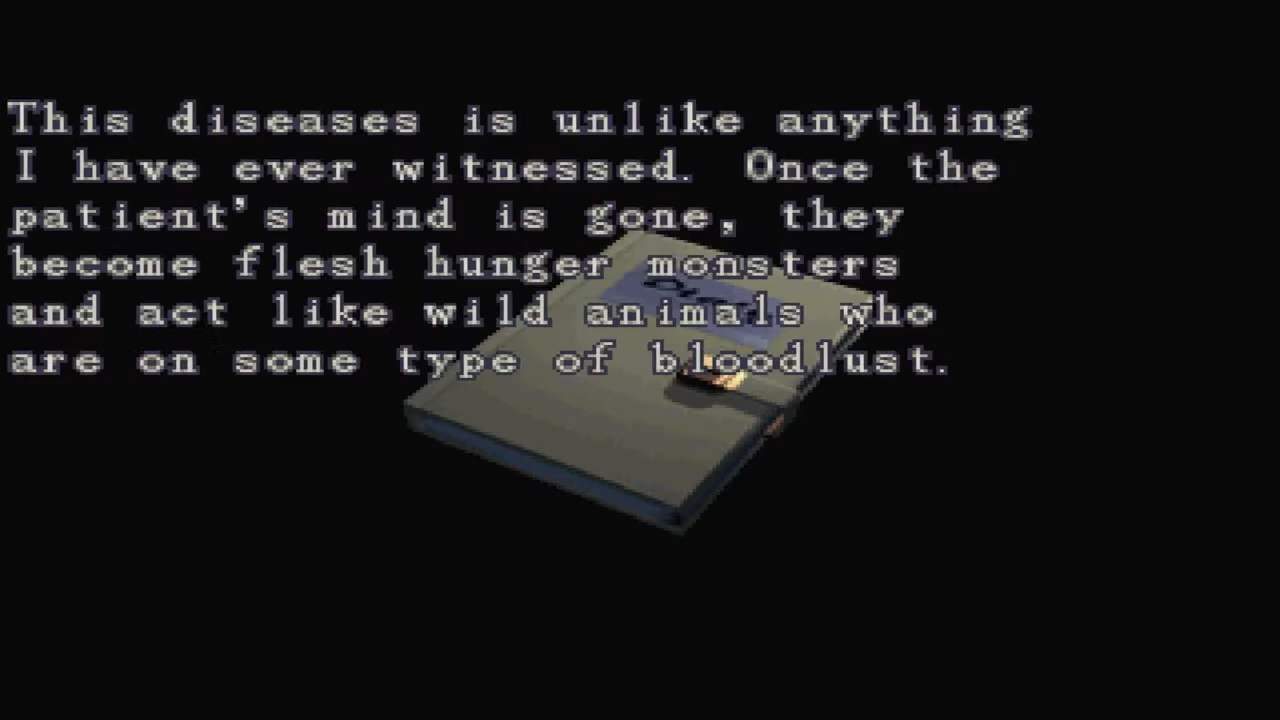 This diseases is unlike anything
I have ever witnessed. Once the
patient's mind is gone, they
become flesh hunger monsters
and act like wild animals who
are on some type of bloodlust.